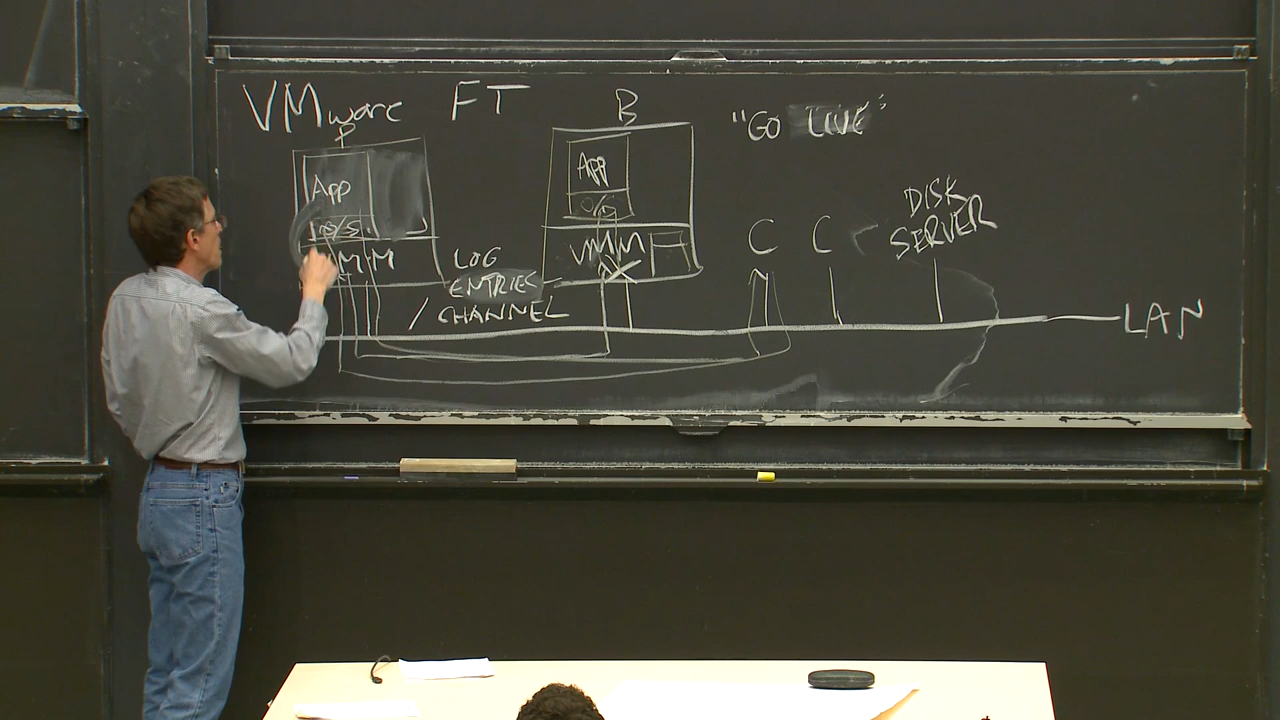 VMware FT
P
App
O/S
VMM
LOG
ENTRIES
/ CHANNEL
B
App
O/S
VMM
"GO LIVE"
C
C
DISK
SERVER
LAN